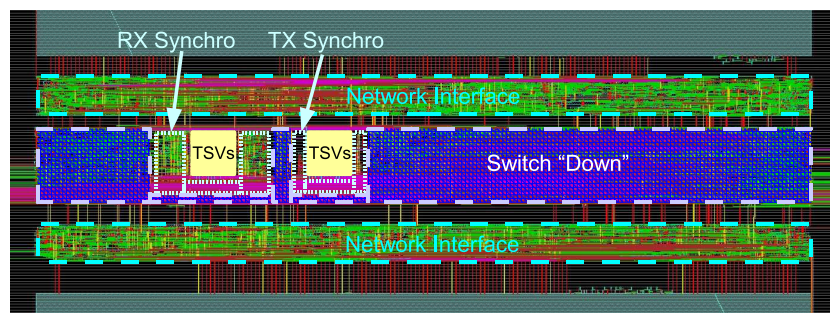 RX Synchro
TX Synchro
Network Interface
TSVs
TSVs
Switch “Down”
Network Interface